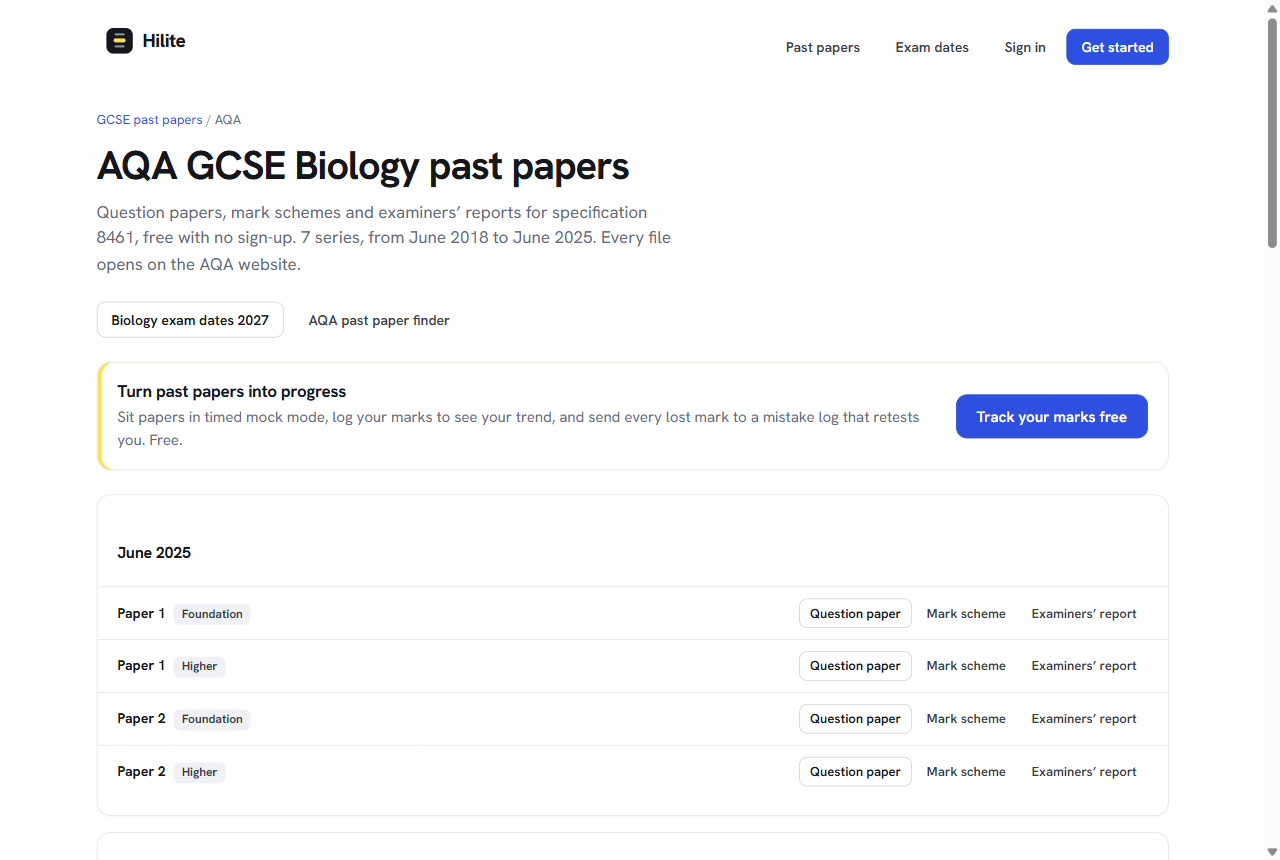 Hilite
Past papers
Exam dates
Sign in
Get started
GCSE past papers / AQA
AQA GCSE Biology past papers
Question papers, mark schemes and examiners’ reports for specification
8461, free with no sign-up. 7 series, from June 2018 to June 2025. Every file
opens on the AQA website.
Biology exam dates 2027
AQA past paper finder
Turn past papers into progress
Sit papers in timed mock mode, log your marks to see your trend, and send every lost mark to a mistake log that retests
you. Free.
Track your marks free
June 2025
Paper 1 Foundation Question paper Mark scheme Examiners’ report
Paper 1 Higher Question paper Mark scheme Examiners’ report
Paper 2 Foundation Question paper Mark scheme Examiners’ report
Paper 2 Higher Question paper Mark scheme Examiners’ report